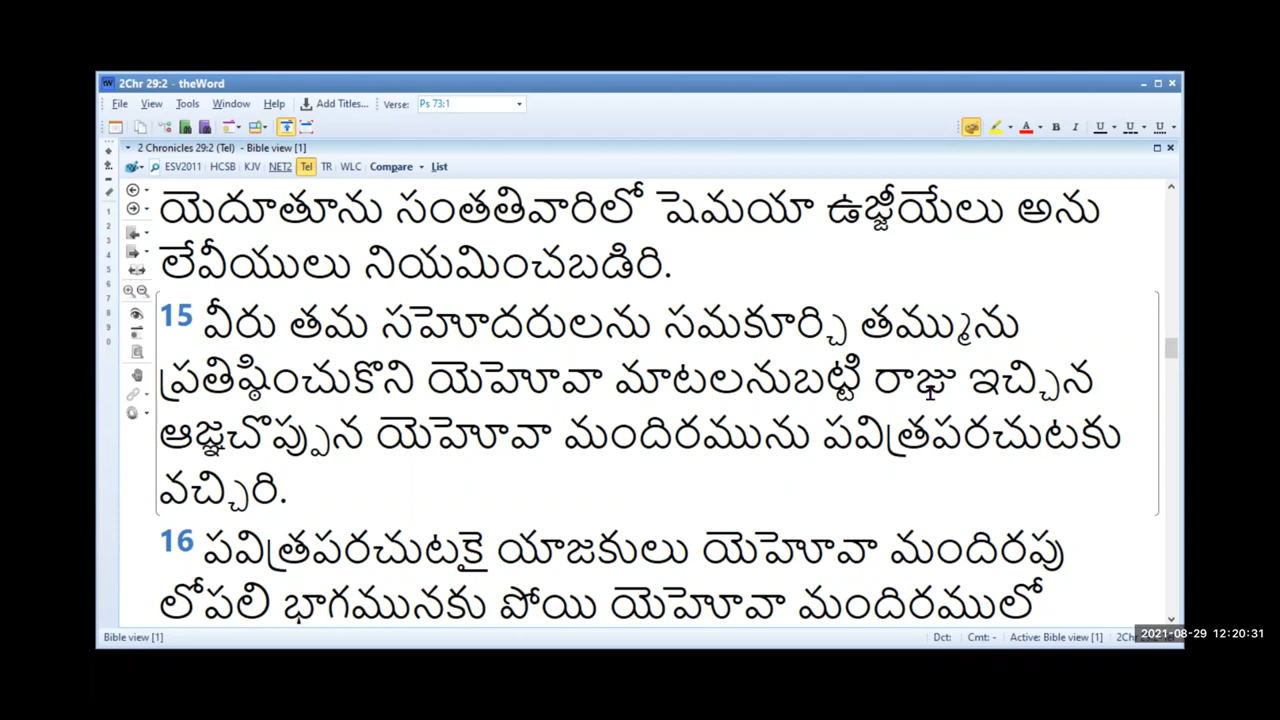 2Chr 29:2 - theWord
File View Tools Window Help Add Titles... Verse: Ps 73:1
2 Chronicles 29:2 (Tel) - Bible view [1]
ESV2011 HCSB KJV NET2 Tel TR WLC Compare List
యెదూతూను సంతతివారిలో షెమయా ఉజ్జీయేలు అను
లేవీయులు నియమించబడిరి.
15 వీరు తమ సహోదరులను సమకూర్చి తమ్మును
ప్రతిష్ఠించుకొని యెహోవా మాటలనుబట్టి రాజు ఇచ్చిన
ఆజ్ఞచొప్పున యెహోవా మందిరమును పవిత్రపరచుటకు
వచ్చిరి.
16 పవిత్రపరచుటకై యాజకులు యెహోవా మందిరపు
లోపలి భాగమునకు పోయి యెహోవా మందిరములో
Bible view [1] Dct: Cmt: - Active: Bible view [1]
2021-08-29 12:20:31